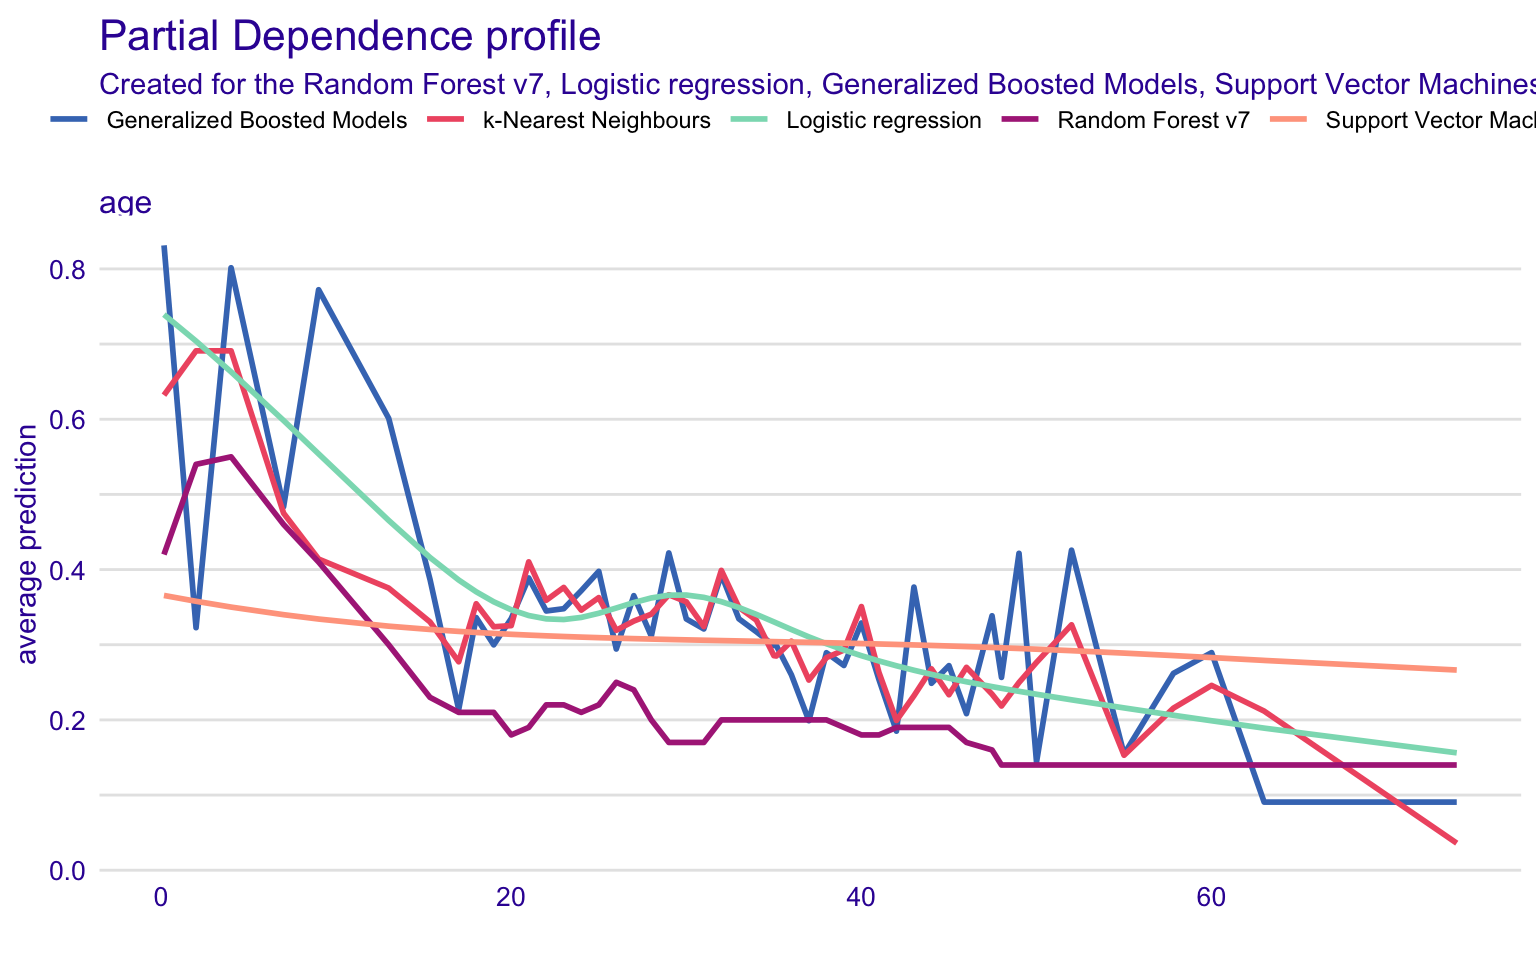 Partial Dependence profile
Created for the Random Forest v7, Logistic regression, Generalized Boosted Models, Support Vector Machines
Generalized Boosted Models k-Nearest Neighbours Logistic regression Random Forest v7 Support Vector
age
0.8
0.6
0.4
0.2
0.0
average prediction
0 20 40 60